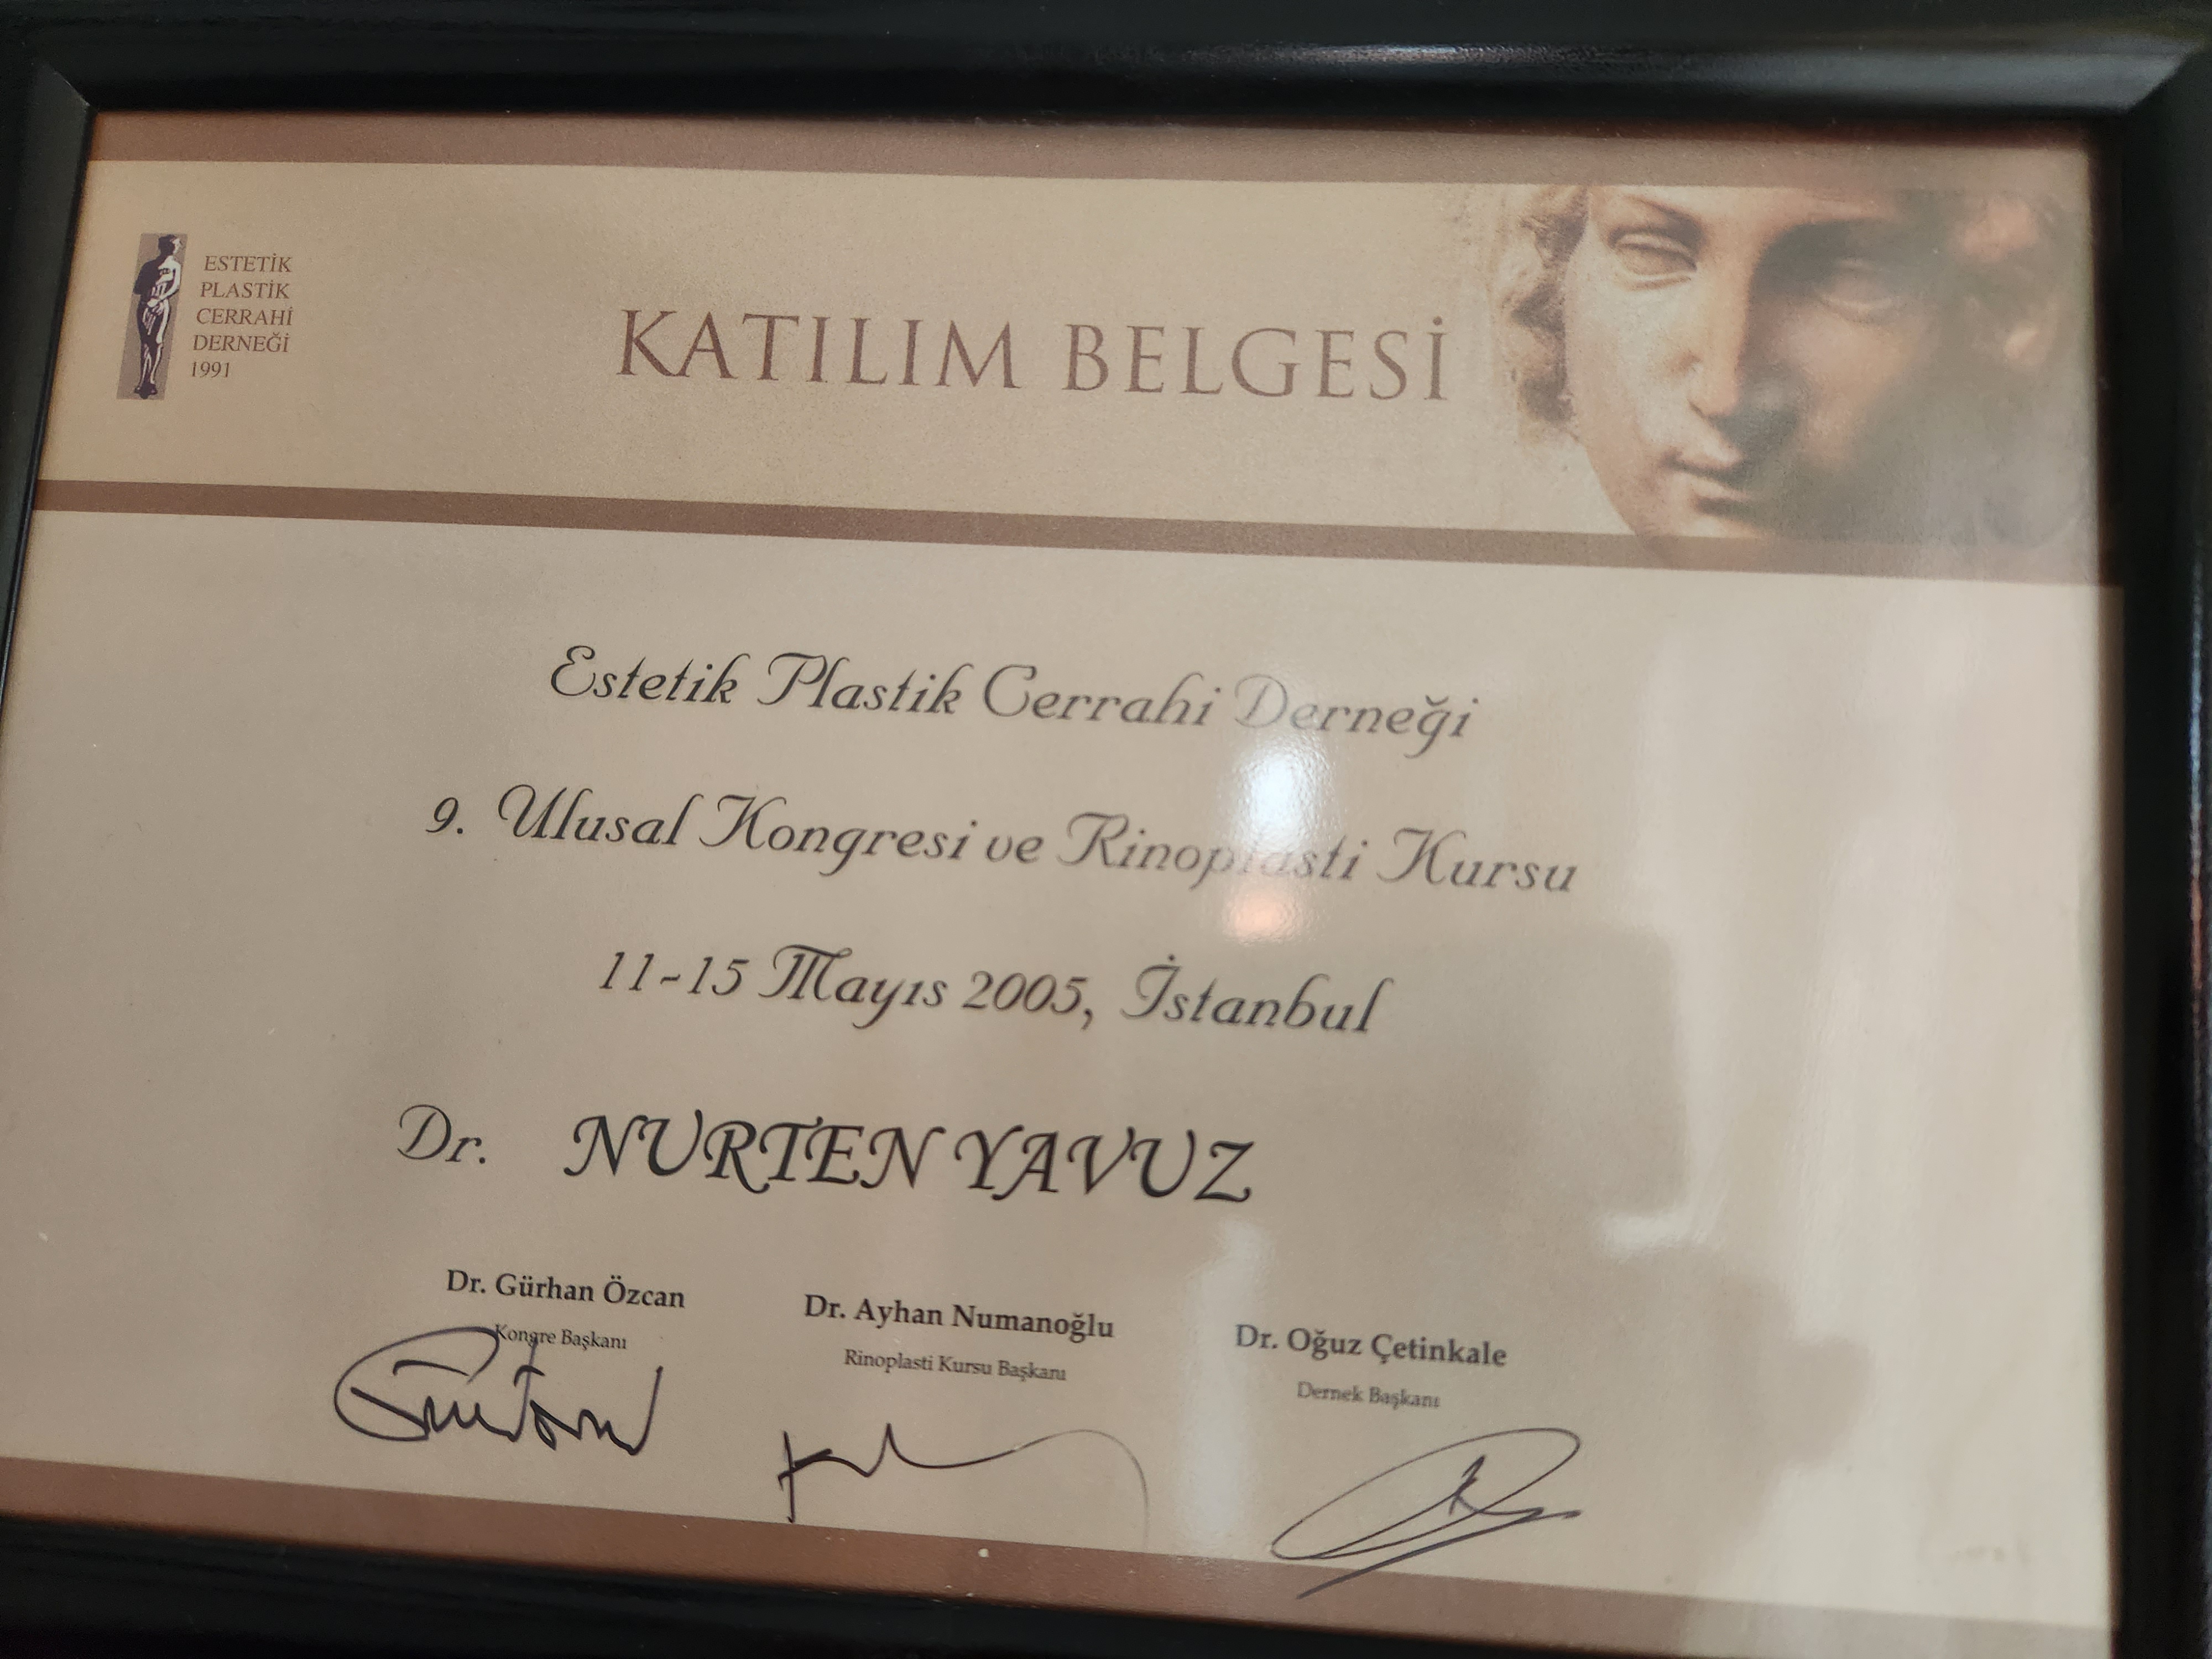 ESTETİK
PLASTİK
CERRAHİ
DERNEĞİ
1991
KATILIM BELGESİ
Estetik Plastik Cerrahi Derneği
9. Ulusal Kongresi ve Rinoplasti Kursu
11-15 Mayıs 2005, İstanbul
Dr. NURTEN YAVUZ
Dr. Gürhan Özcan
Kongre Başkanı
Dr. Ayhan Numanoğlu
Rinoplasti Kursu Başkanı
Dr. Oğuz Çetinkale
Dernek Başkanı